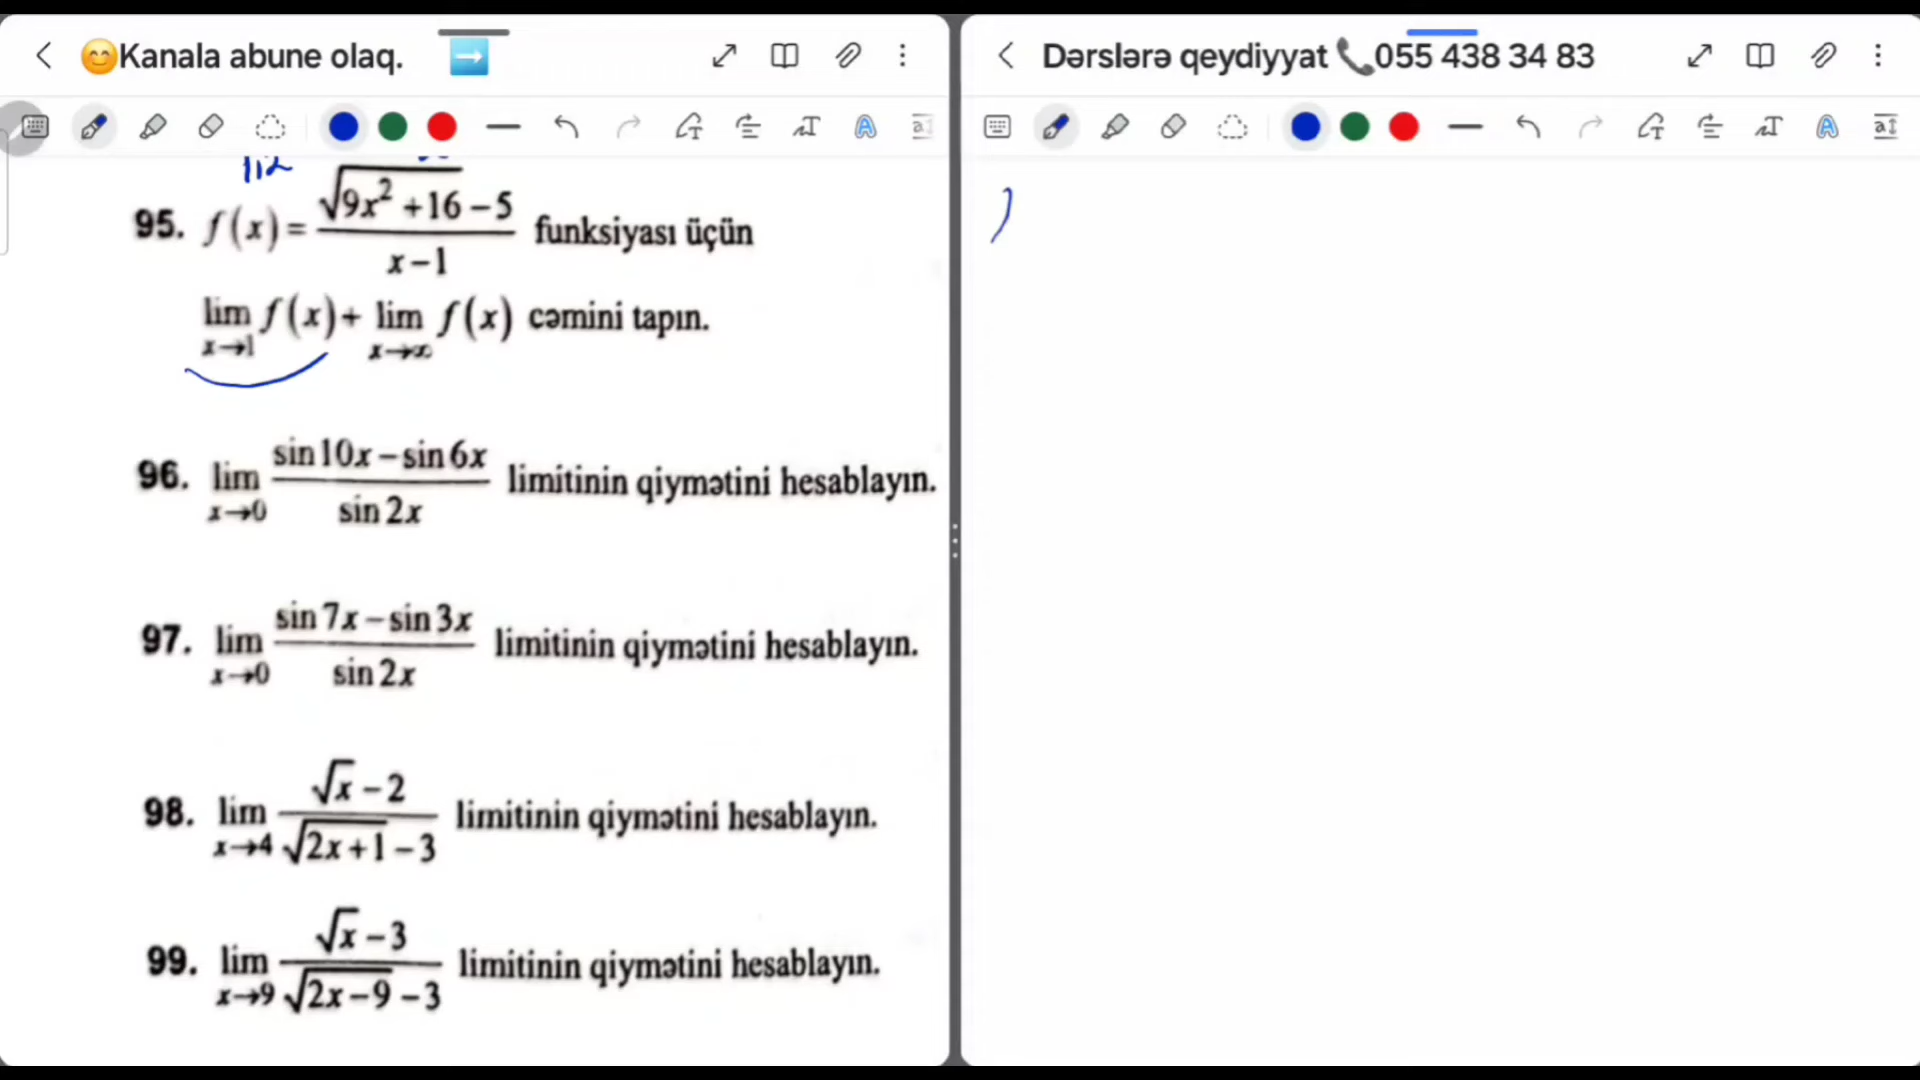 😊Kanala abune olaq. ➡️
Dərslərə qeydiyyat 📞055 438 34 83
95. f(x) = (√(9x² + 16) − 5)/(x − 1) funksiyası üçün
lim x→1 f(x) + lim x→∞ f(x) cəmini tapın.
96. lim x→0 (sin 10x − sin 6x)/(sin 2x) limitinin qiymətini hesablayın.
97. lim x→0 (sin 7x − sin 3x)/(sin 2x) limitinin qiymətini hesablayın.
98. lim x→4 (√x − 2)/(√(2x + 1) − 3) limitinin qiymətini hesablayın.
99. lim x→9 (√x − 3)/(√(2x − 9) − 3) limitinin qiymətini hesablayın.